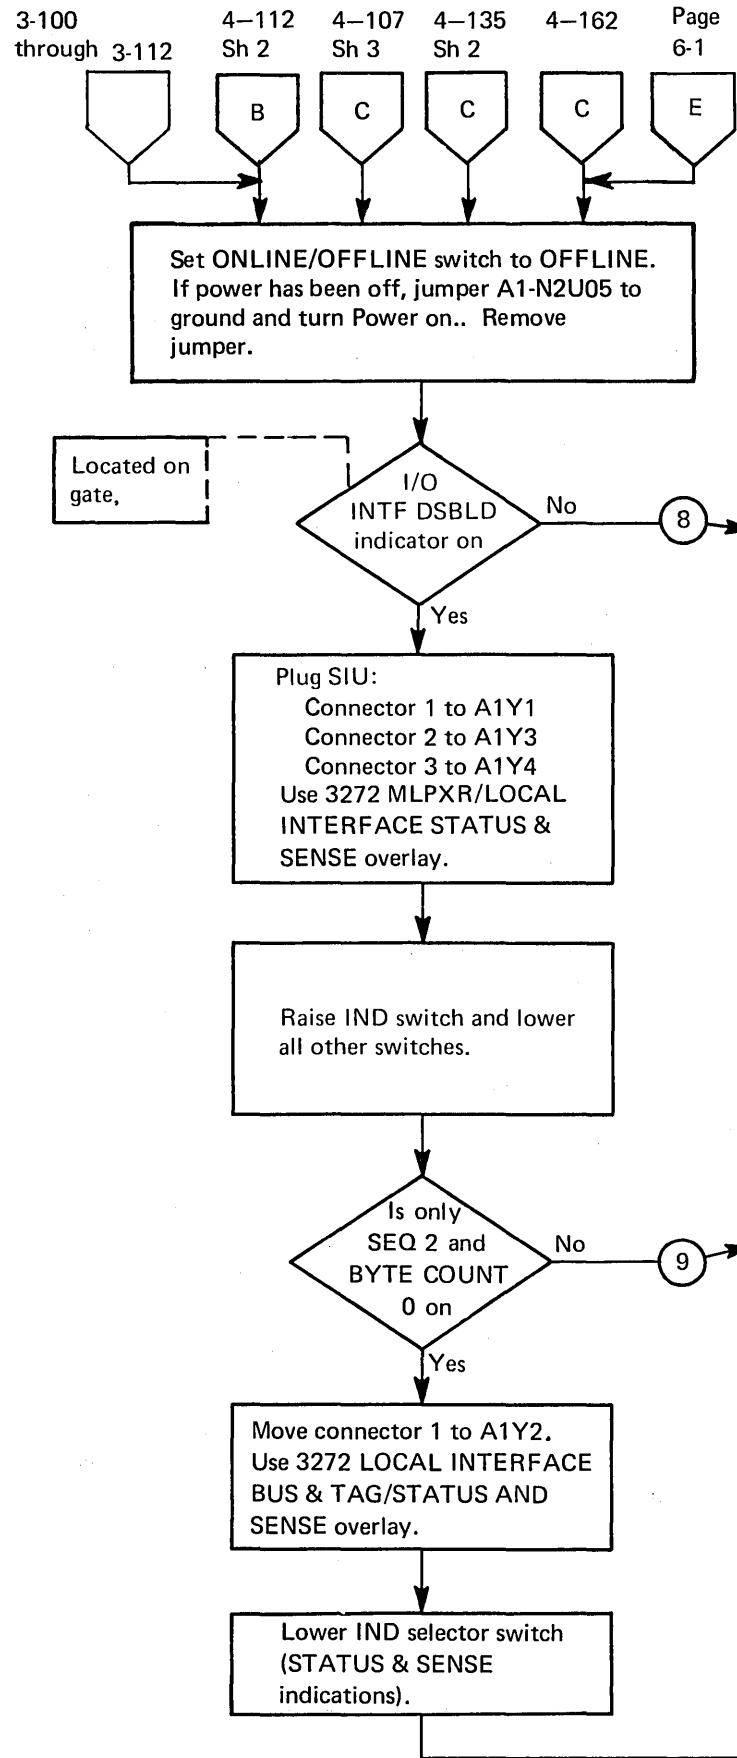 3-100
through 3-112
4—112
Sh 2
4—107
Sh 3
4—135
Sh 2
4—162
Page
6-1
B
C
C
C
E
Set ONLINE/OFFLINE switch to OFFLINE.
If power has been off, jumper A1-N2U05 to
ground and turn Power on.. Remove
jumper.
Located on
gate,
I/O
INTF DSBLD
indicator on
No
8
Yes
Plug SIU:
Connector 1 to A1Y1
Connector 2 to A1Y3
Connector 3 to A1Y4
Use 3272 MLPXR/LOCAL
INTERFACE STATUS &
SENSE overlay.
Raise IND switch and lower
all other switches.
Is only
SEQ 2 and
BYTE COUNT
0 on
No
9
Yes
Move connector 1 to A1Y2.
Use 3272 LOCAL INTERFACE
BUS & TAG/STATUS AND
SENSE overlay.
Lower IND selector switch
(STATUS & SENSE
indications).